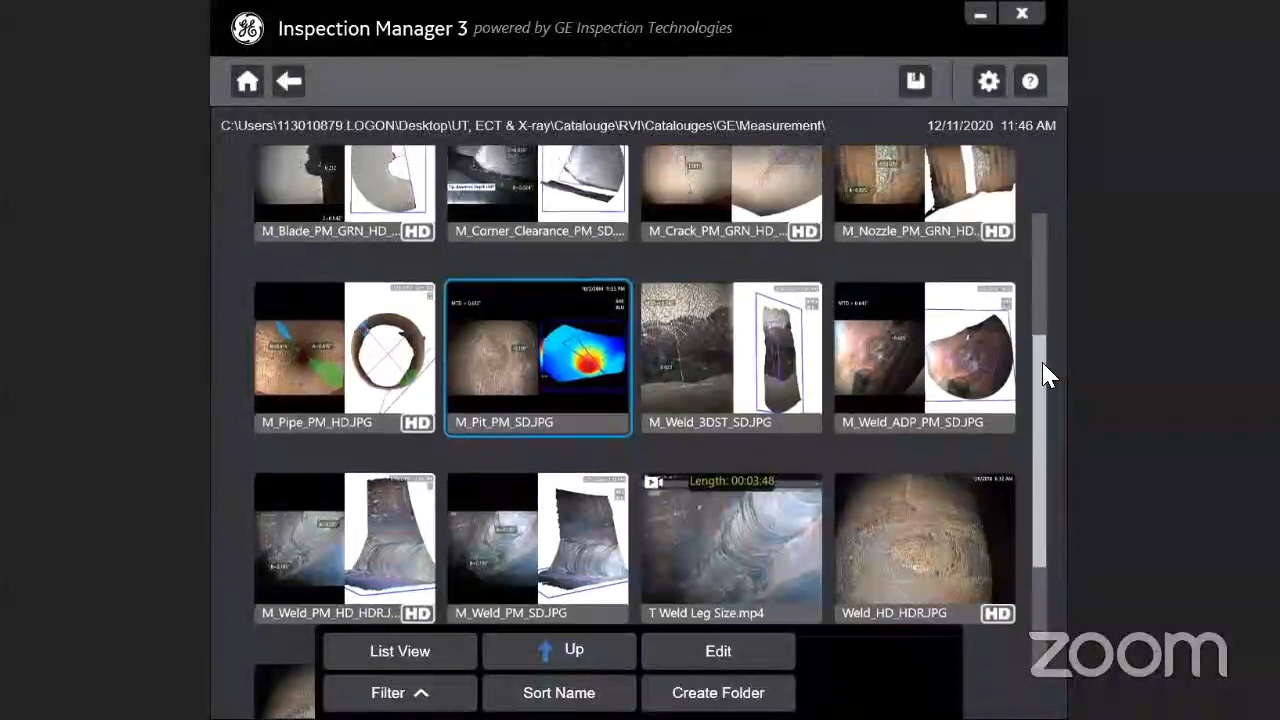 Inspection Manager 3 powered by GE Inspection Technologies
C:\Users\113010879.LOGON\Desktop\UT, ECT & X-ray\Catalouge\RVI\Catalouges\GE\Measurement\ 12/11/2020 11:46 AM
M_Blade_PM_GRN_HD_... HD M_Corner_Clearance_PM_SD.... M_Crack_PM_GRN_HD_... HD M_Nozzle_PM_GRN_HD.. HD
M_Pipe_PM_HD.JPG HD M_Pit_PM_SD.JPG M_Weld_3DST_SD.JPG M_Weld_ADP_PM_SD.JPG
Length: 00:03:48
M_Weld_PM_HD_HDR.J... HD M_Weld_PM_SD.JPG T Weld Leg Size.mp4 Weld_HD_HDR.JPG HD
List View Up Edit
Filter Sort Name Create Folder
zoom